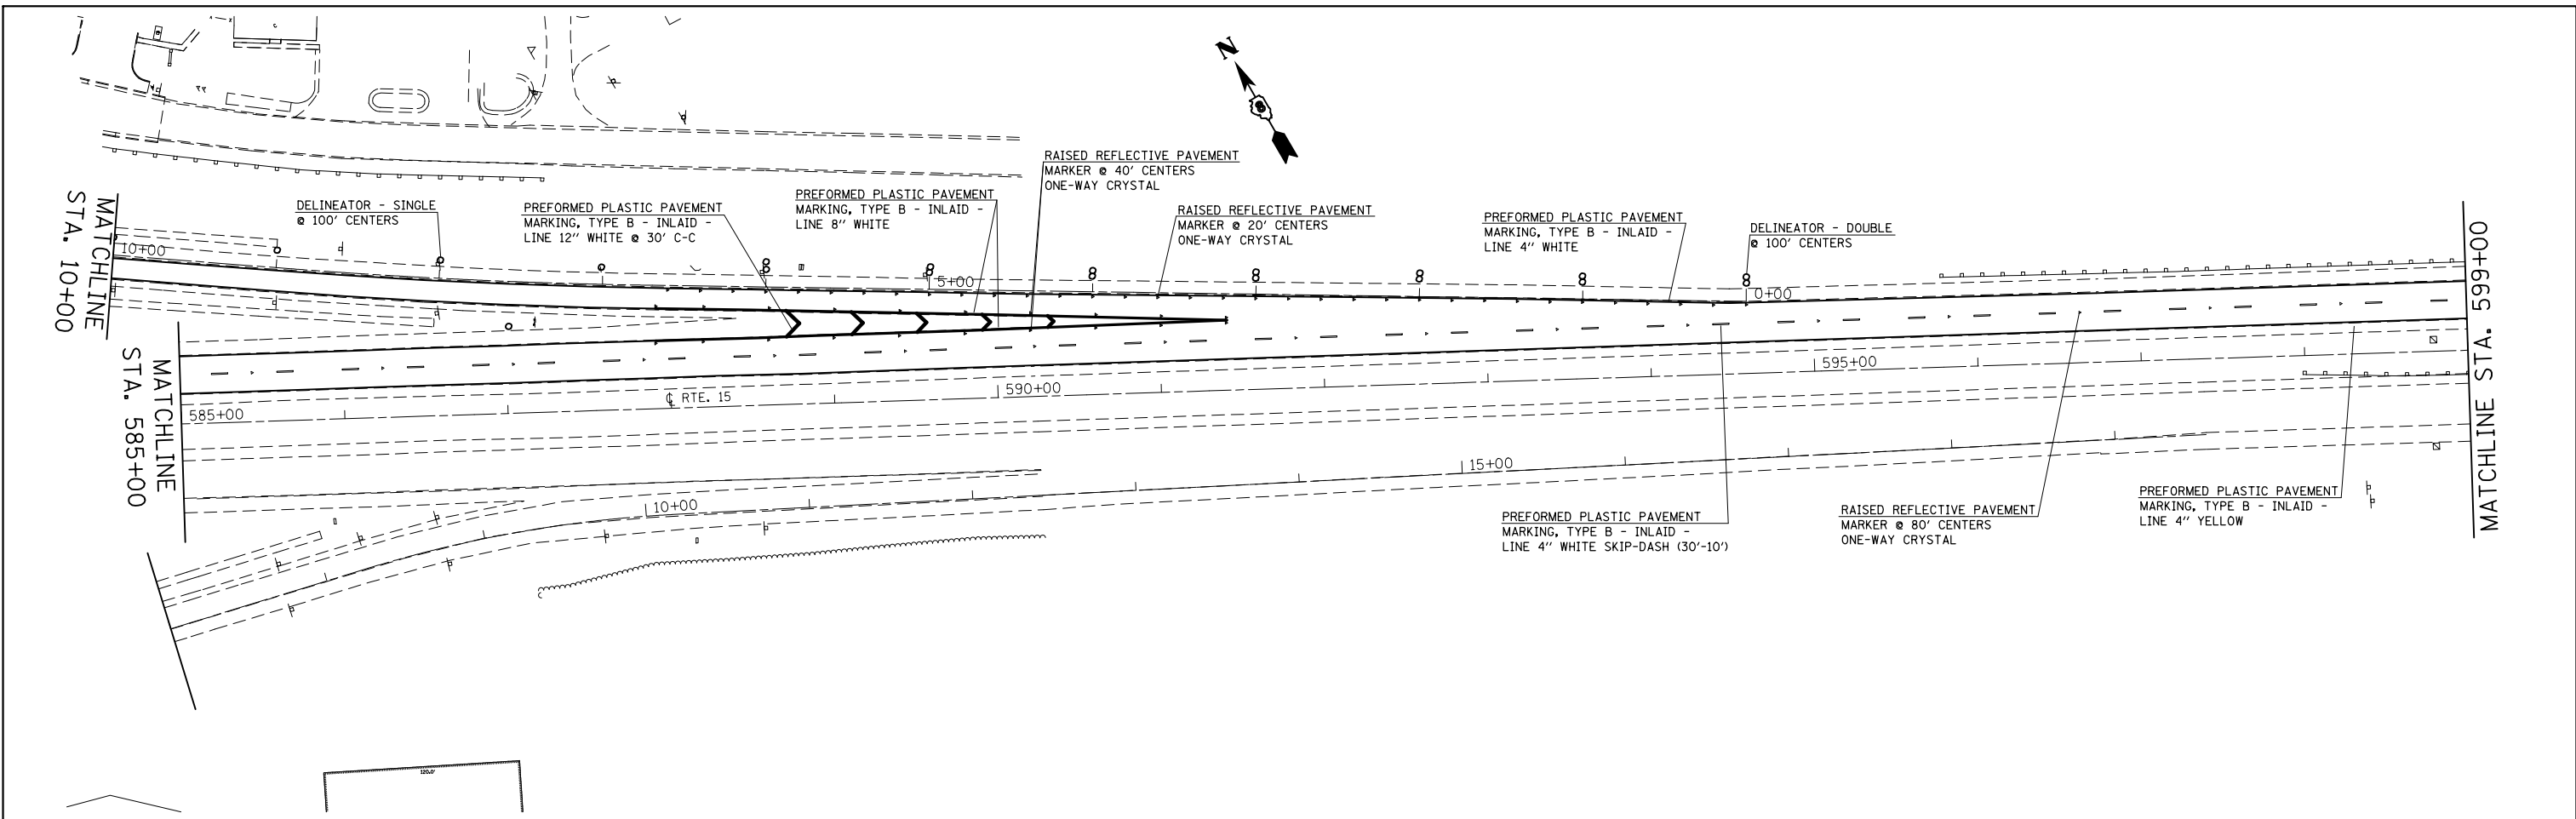 N
RAISED REFLECTIVE PAVEMENT
MARKER @ 40' CENTERS
ONE-WAY CRYSTAL
PREFORMED PLASTIC PAVEMENT
MARKING, TYPE B - INLAID -
LINE 8" WHITE
DELINEATOR - SINGLE
@ 100' CENTERS
PREFORMED PLASTIC PAVEMENT
MARKING, TYPE B - INLAID -
LINE 12" WHITE @ 30' C-C
RAISED REFLECTIVE PAVEMENT
MARKER @ 20' CENTERS
ONE-WAY CRYSTAL
PREFORMED PLASTIC PAVEMENT
MARKING, TYPE B - INLAID -
LINE 4" WHITE
DELINEATOR - DOUBLE
@ 100' CENTERS
MATCHLINE
STA. 10+00
10+00
5+00
0+00
MATCHLINE STA. 599+00
MATCHLINE
STA. 585+00
585+00
℄ RTE. 15
590+00
595+00
10+00
15+00
PREFORMED PLASTIC PAVEMENT
MARKING, TYPE B - INLAID -
LINE 4" WHITE SKIP-DASH (30'-10')
RAISED REFLECTIVE PAVEMENT
MARKER @ 80' CENTERS
ONE-WAY CRYSTAL
PREFORMED PLASTIC PAVEMENT
MARKING, TYPE B - INLAID -
LINE 4" YELLOW
120.0'